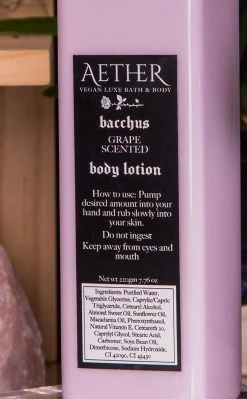 AETHER
VEGAN LUXE BATH & BODY
bacchus
GRAPE
SCENTED
body lotion
How to use: Pump
desired amount into your
hand and rub slowly into
your skin.
Do not ingest
Keep away from eyes and
mouth
Net wt 220gm 7.76 oz
Ingredients: Purified Water,
Vegetable Glycerine, Caprylic/Capric
Triglyceride, Cetearyl Alcohol,
Almond Sweet Oil, Sunflower Oil,
Macadamia Oil, Phenoxyethanol,
Natural Vitamin E, Ceteareth 20,
Caprylyl Glycol, Stearic Acid,
Carbomer, Soya Bean Oil,
Dimethicone, Sodium Hydroxide,
CI 42090, CI 45430